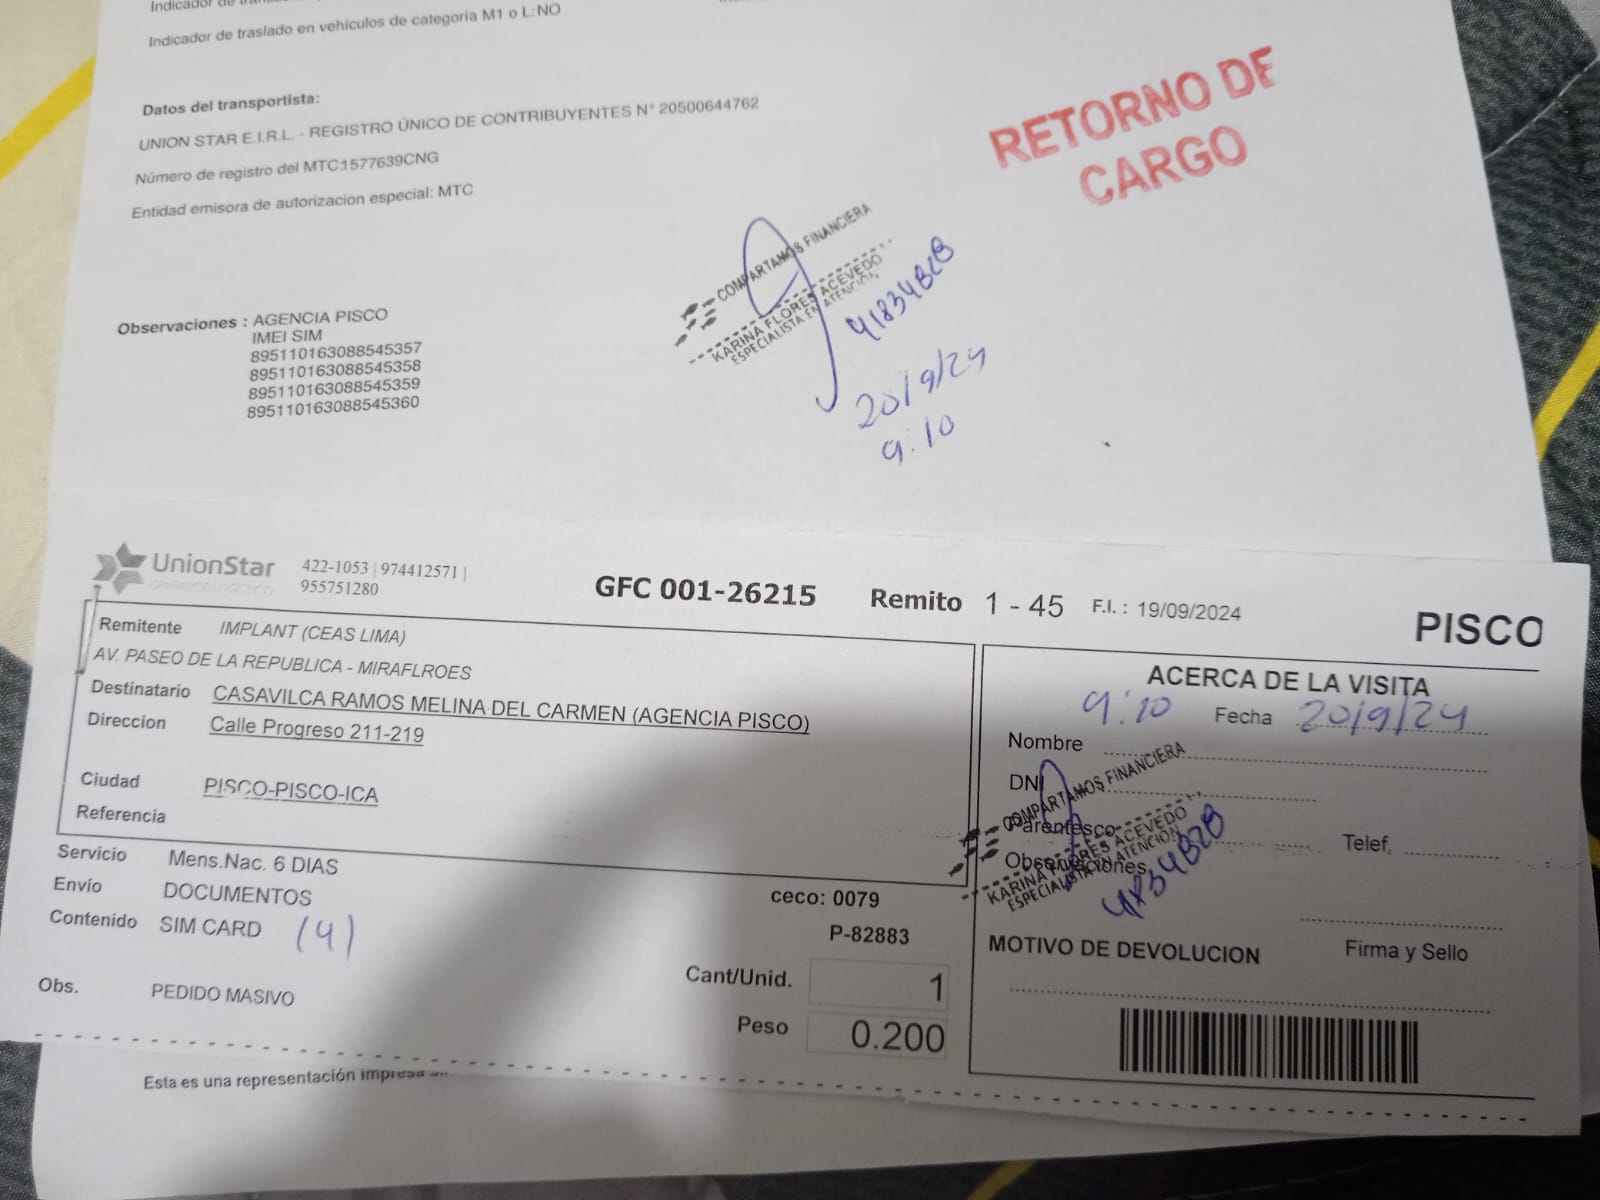 Indicador de
Indicador de traslado en vehículos de categoría M1 o L:NO
Datos del transportista:
UNION STAR E.I.R.L. - REGISTRO ÚNICO DE CONTRIBUYENTES N° 20500644762
Número de registro del MTC:1577639CNG
Entidad emisora de autorizacion especial: MTC
RETORNO DE
CARGO
COMPARTAMOS FINANCIERA
KARINA FLORES ACEVEDO
ESPECIALISTA EN ATENCIÓN
41834828
20/9/24
9:10
Observaciones : AGENCIA PISCO
IMEI SIM
895110163088545357
895110163088545358
895110163088545359
895110163088545360
UnionStar
422-1053 | 974412571 |
955751280
GFC 001-26215 Remito 1 - 45 F.I. : 19/09/2024
PISCO
Remitente IMPLANT (CEAS LIMA)
AV. PASEO DE LA REPUBLICA - MIRAFLROES
Destinatario CASAVILCA RAMOS MELINA DEL CARMEN (AGENCIA PISCO)
Direccion Calle Progreso 211-219
Ciudad PISCO-PISCO-ICA
Referencia
Servicio Mens.Nac. 6 DIAS
Envío DOCUMENTOS
Contenido SIM CARD (4)
Obs. PEDIDO MASIVO
ceco: 0079
P-82883
Cant/Unid. 1
Peso 0.200
ACERCA DE LA VISITA
9:10 Fecha 20/9/24
Nombre
DNI
Parentesco
Telef.
Observaciones
COMPARTAMOS FINANCIERA
KARINA FLORES ACEVEDO
ESPECIALISTA EN ATENCIÓN
41834828
MOTIVO DE DEVOLUCION
Firma y Sello
Esta es una representación impresa